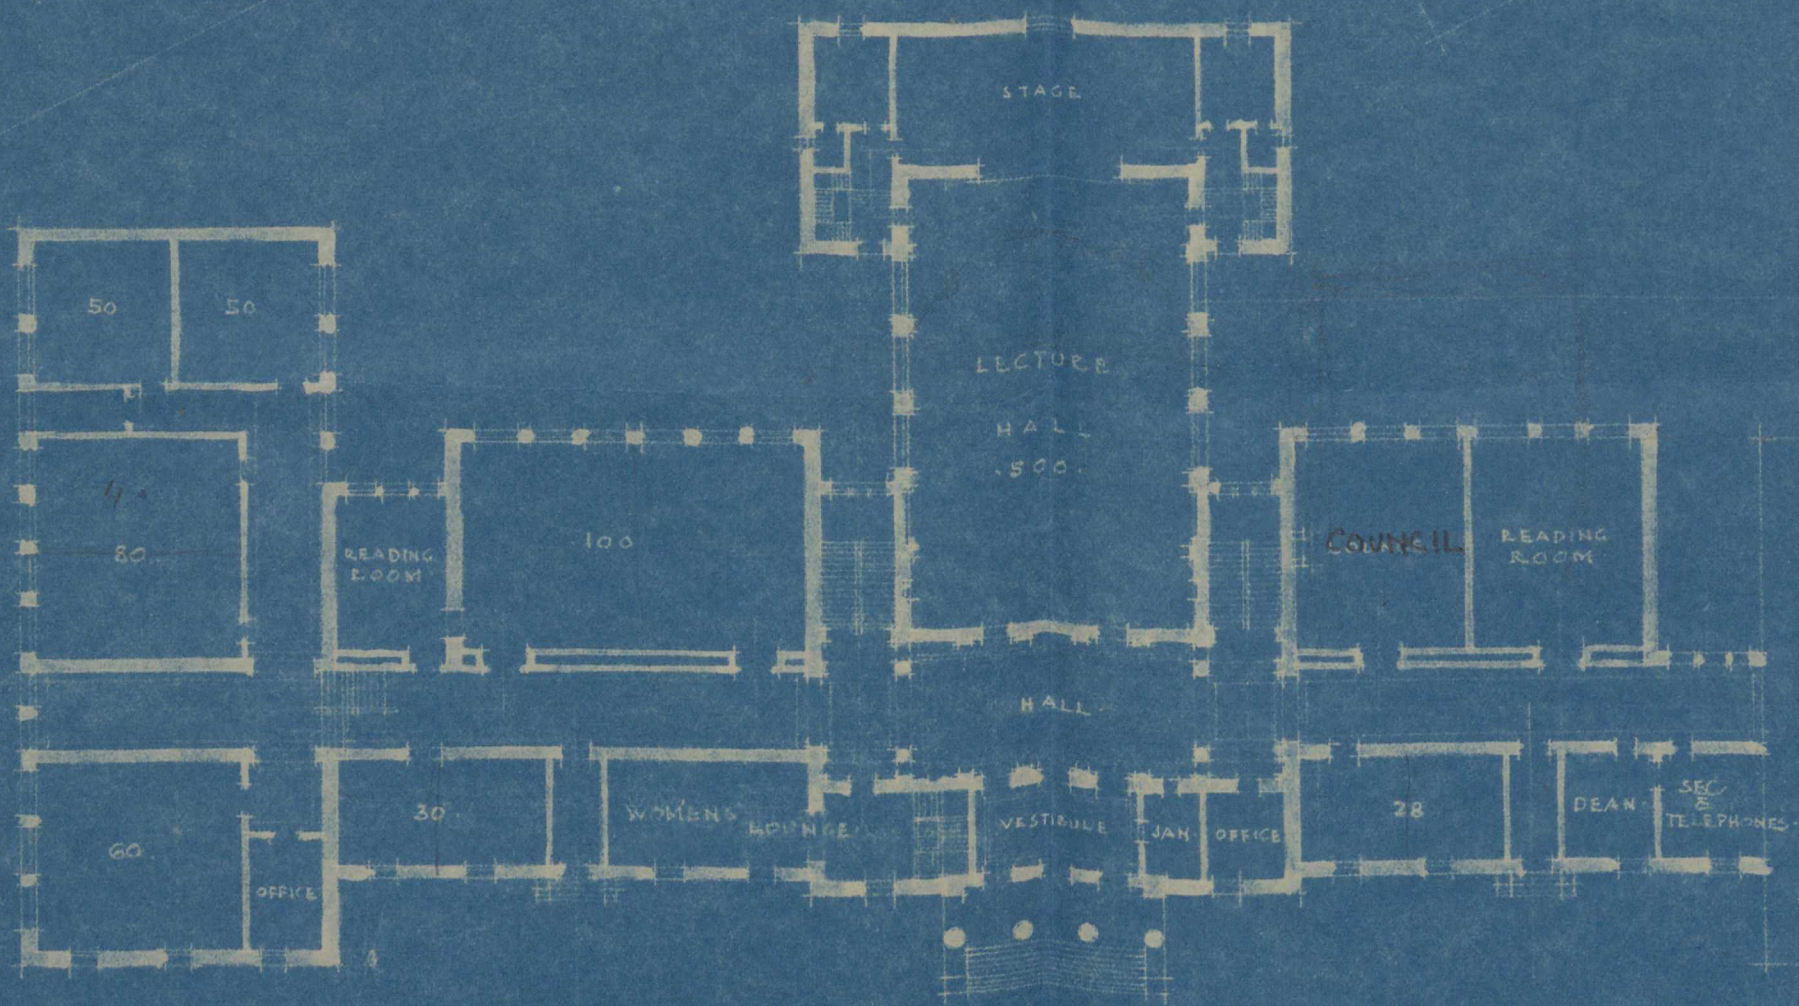 STAGE
50
50
LECTURE
HALL
.500.
4.
80.
READING
ROOM
100
COUNCIL
READING
ROOM
HALL.
30.
WOMENS
LOUNGE
VESTIBULE
JAN.
OFFICE
28
DEAN.
SEC
&
TELEPHONES.
60.
OFFICE